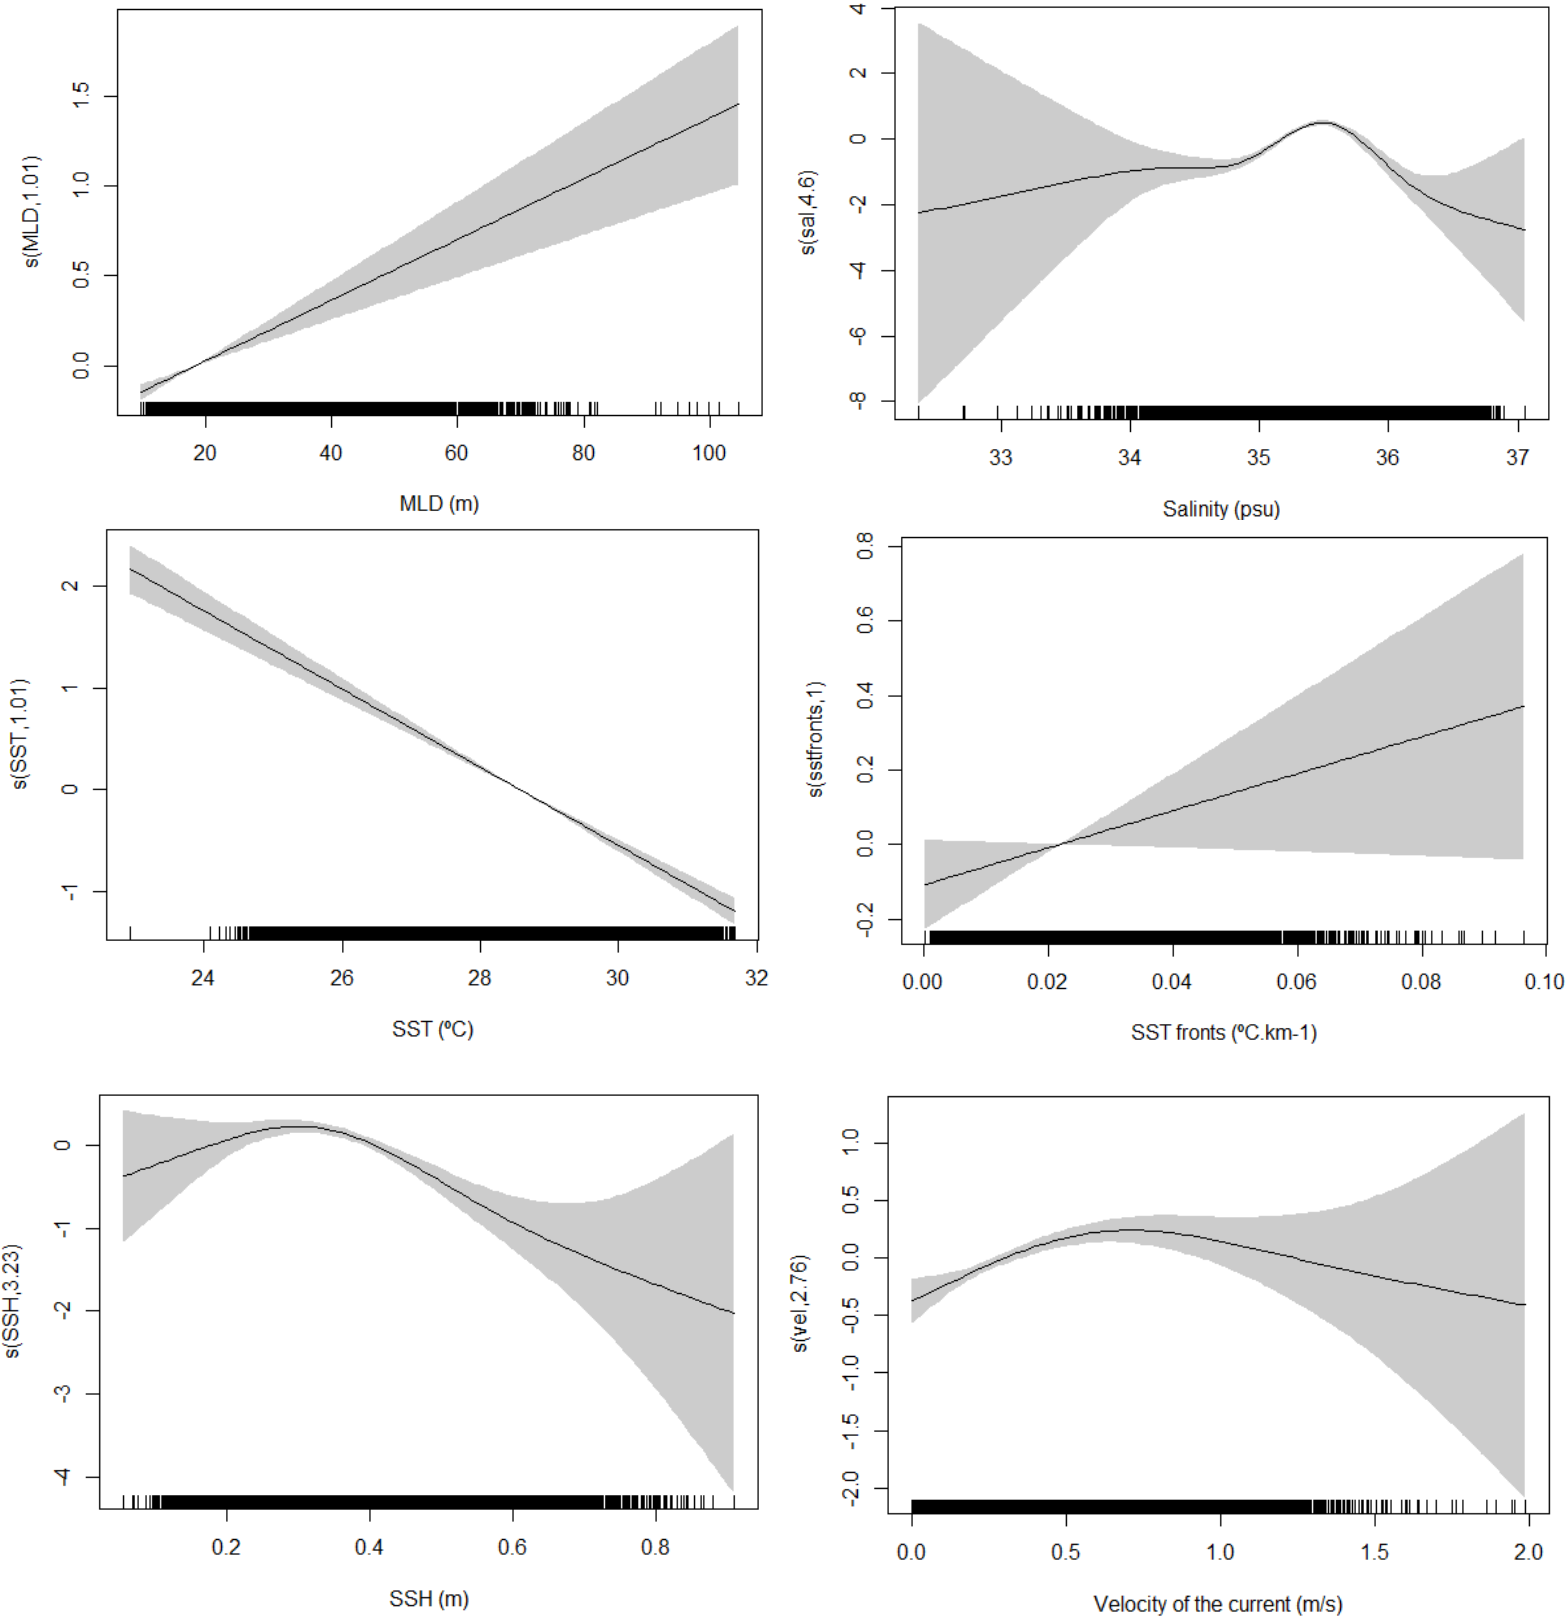 s(MLD,1.01)
1.5
1.0
0.5
0.0
20 40 60 80 100
MLD (m)
s(sal,4.6)
4
2
0
-2
-4
-6
-8
33 34 35 36 37
Salinity (psu)
s(SST,1.01)
2
1
0
-1
24 26 28 30 32
SST (ºC)
s(sstfronts,1)
0.8
0.6
0.4
0.2
0.0
-0.2
0.00 0.02 0.04 0.06 0.08 0.10
SST fronts (ºC.km-1)
s(SSH,3.23)
0
-1
-2
-3
-4
0.2 0.4 0.6 0.8
SSH (m)
s(vel,2.76)
1.0
0.5
0.0
-0.5
-1.0
-1.5
-2.0
0.0 0.5 1.0 1.5 2.0
Velocity of the current (m/s)